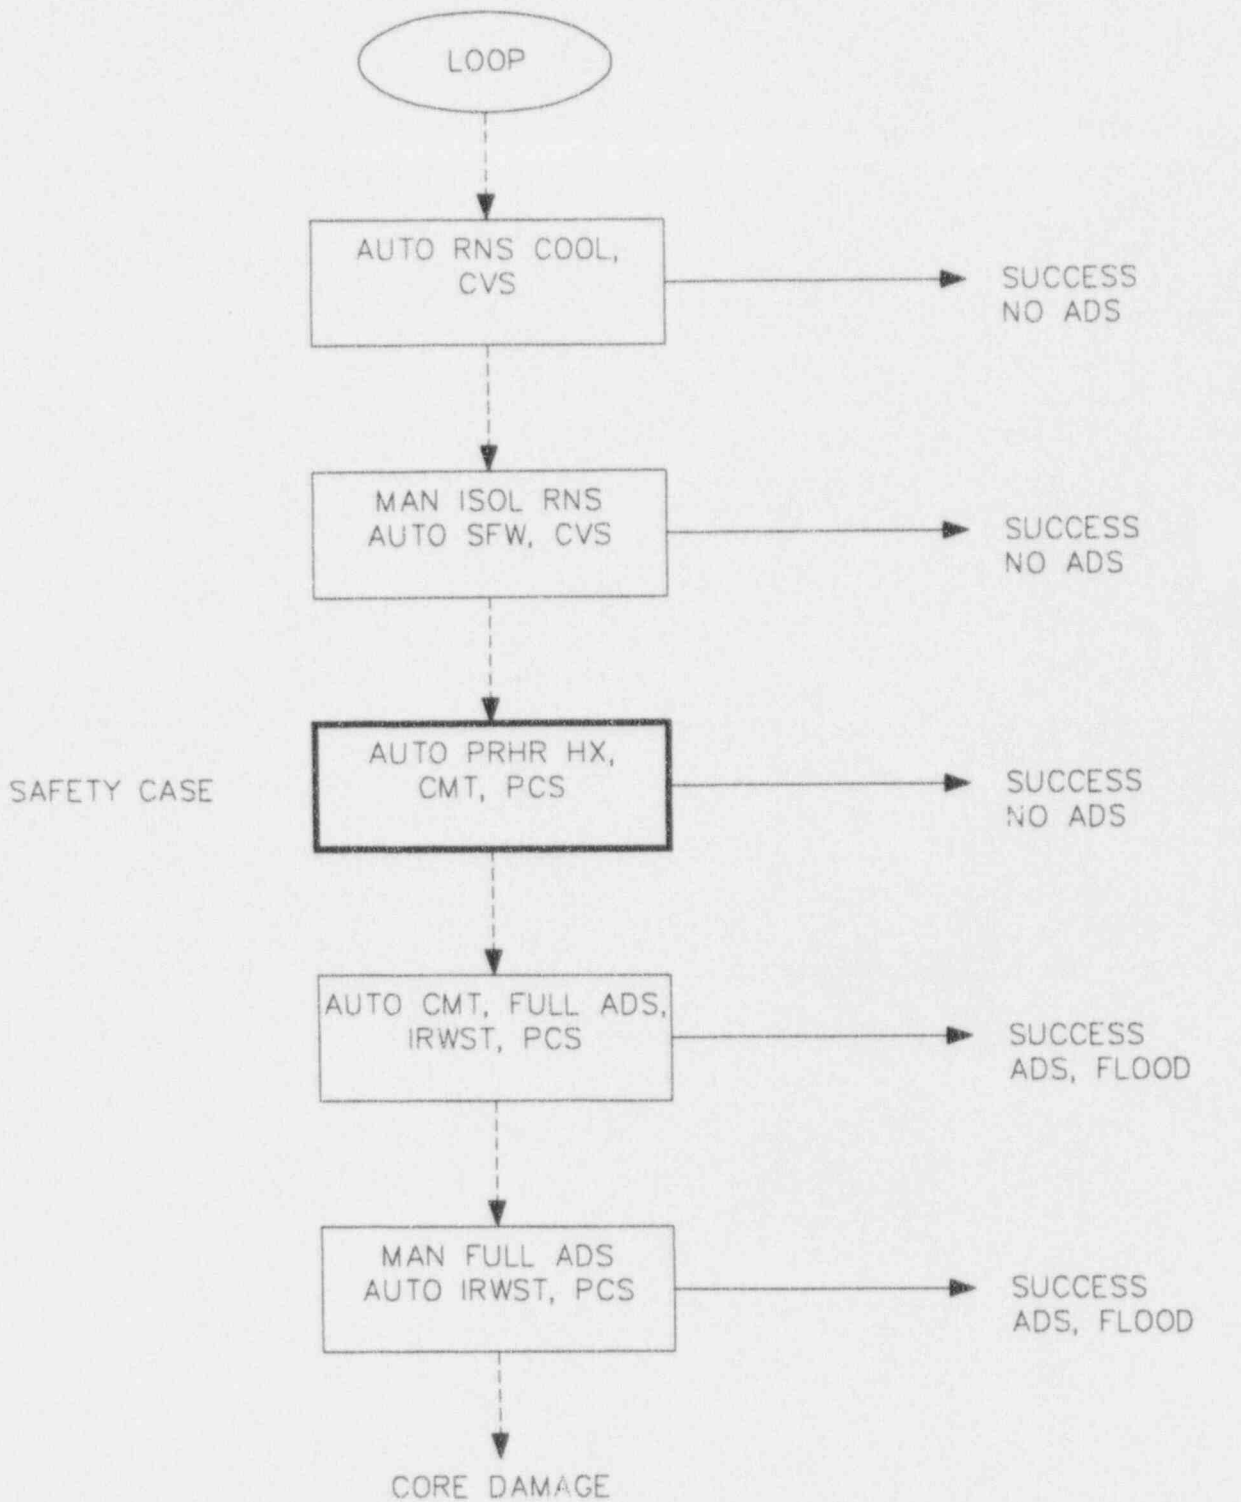 LOOP
AUTO RNS COOL,
CVS
SUCCESS
NO ADS
MAN ISOL RNS
AUTO SFW, CVS
SUCCESS
NO ADS
SAFETY CASE
AUTO PRHR HX,
CMT, PCS
SUCCESS
NO ADS
AUTO CMT, FULL ADS,
IRWST, PCS
SUCCESS
ADS, FLOOD
MAN FULL ADS
AUTO IRWST, PCS
SUCCESS
ADS, FLOOD
CORE DAMAGE